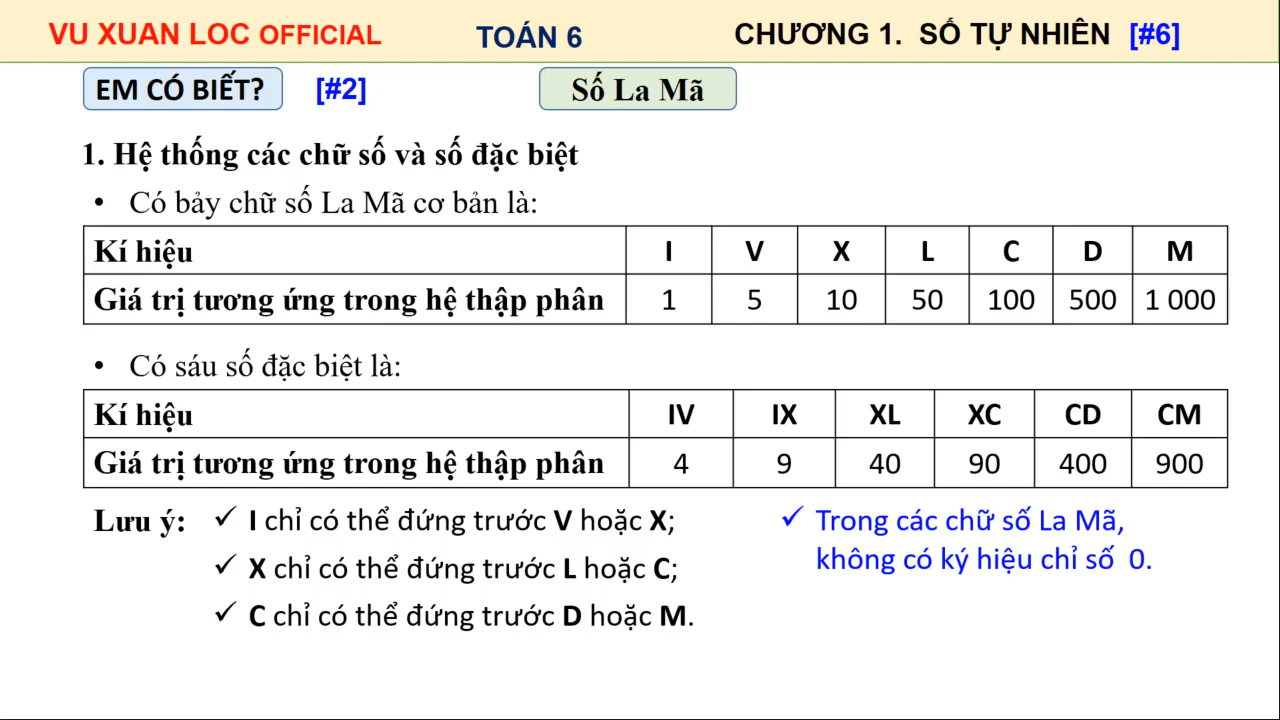 VU XUAN LOC OFFICIAL TOÁN 6 CHƯƠNG 1. SỐ TỰ NHIÊN [#6]
EM CÓ BIẾT? [#2] Số La Mã
1. Hệ thống các chữ số và số đặc biệt
• Có bảy chữ số La Mã cơ bản là:
Kí hiệu I V X L C D M
Giá trị tương ứng trong hệ thập phân 1 5 10 50 100 500 1 000
• Có sáu số đặc biệt là:
Kí hiệu IV IX XL XC CD CM
Giá trị tương ứng trong hệ thập phân 4 9 40 90 400 900
Lưu ý: ✓ I chỉ có thể đứng trước V hoặc X;
✓ X chỉ có thể đứng trước L hoặc C;
✓ C chỉ có thể đứng trước D hoặc M.
✓ Trong các chữ số La Mã,
không có ký hiệu chỉ số 0.